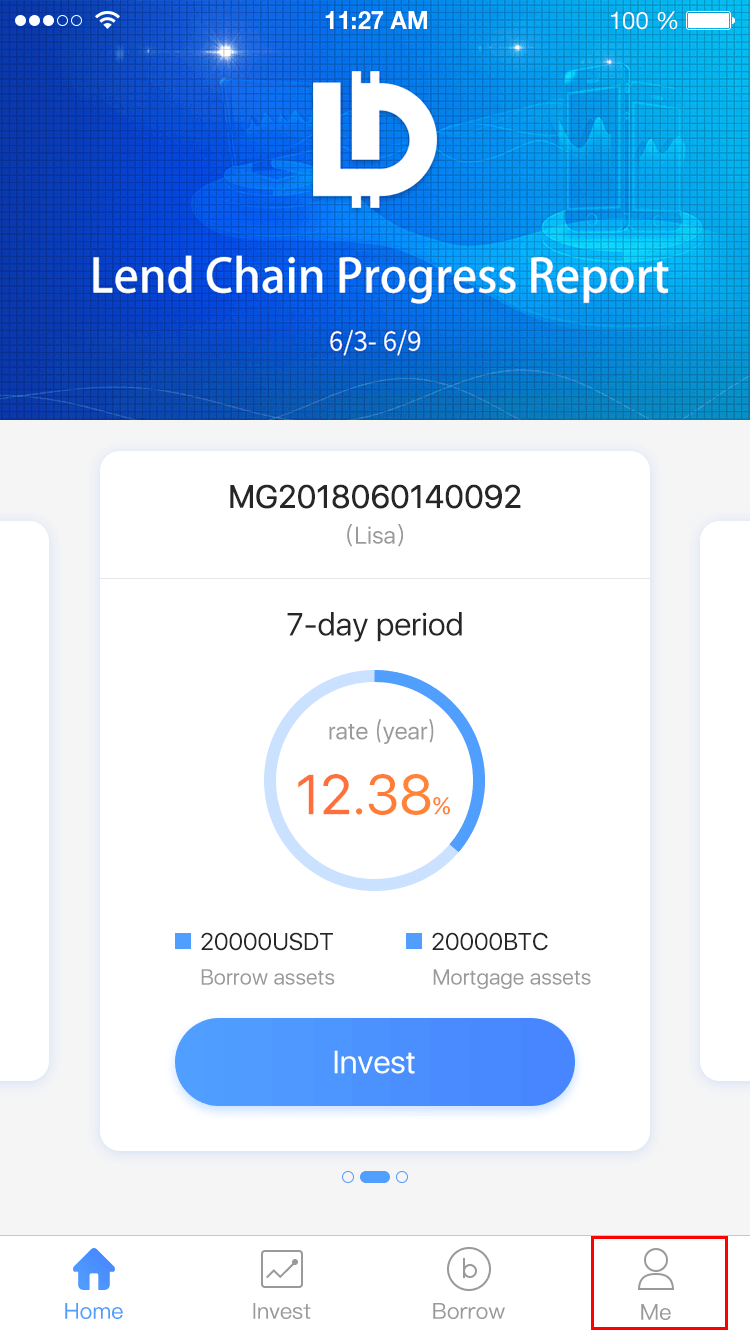 11:27 AM
100 %
Lend Chain Progress Report
6/3- 6/9
MG2018060140092
(Lisa)
7-day period
rate (year)
12.38%
20000USDT
20000BTC
Borrow assets
Mortgage assets
Invest
Home
Invest
Borrow
Me